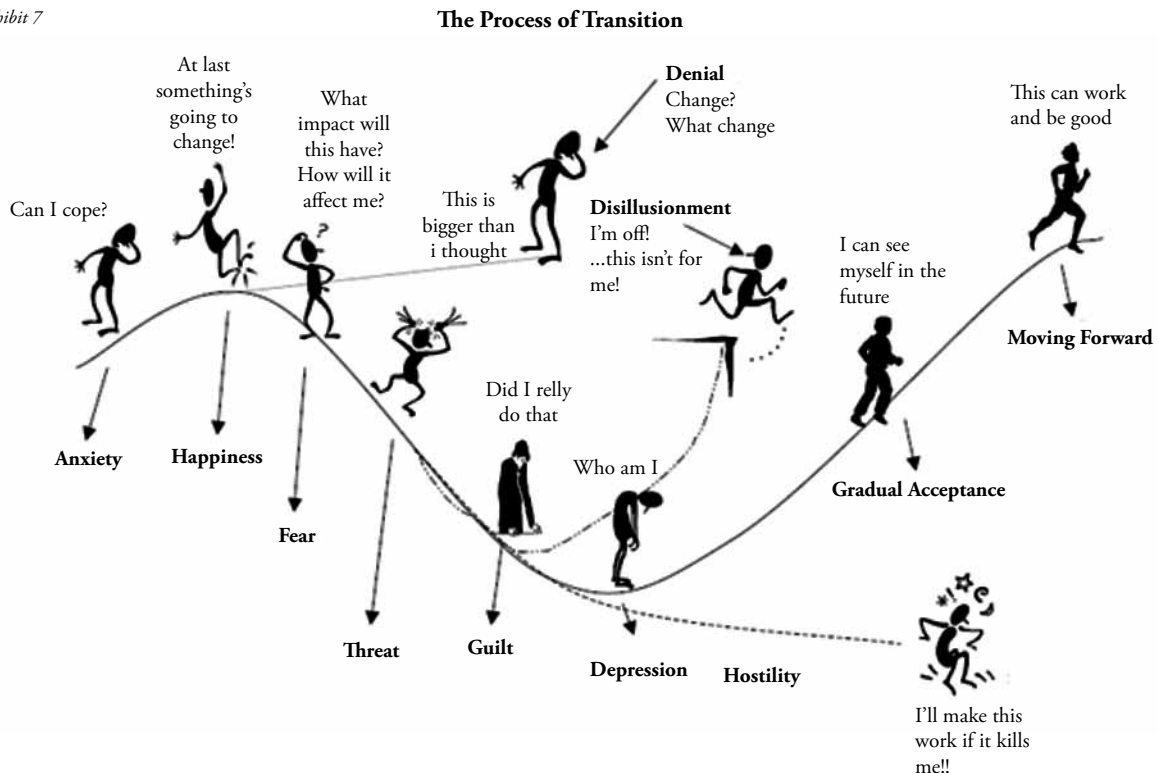 ibit 7
The Process of Transition
At last
something's
going to
change!
What
impact will
this have?
How will it
affect me?
Denial
Change?
What change
This can work
and be good
Can I cope?
This is
bigger than
i thought
Disillusionment
I'm off!
...this isn't for
me!
I can see
myself in the
future
?
Moving Forward
Did I relly
do that
Anxiety
Happiness
Who am I
Gradual Acceptance
Fear
Threat
Guilt
Depression
Hostility
I'll make this
work if it kills
me!!